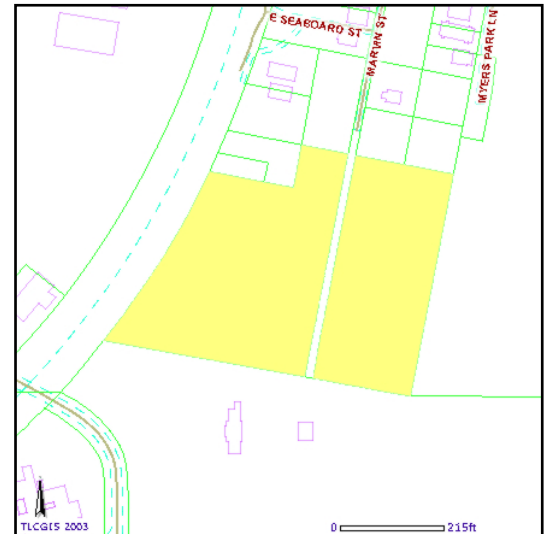 E SEABOARD ST
MARVIN ST
MYERS PARK LN
TLCGIS 2003
0 215ft